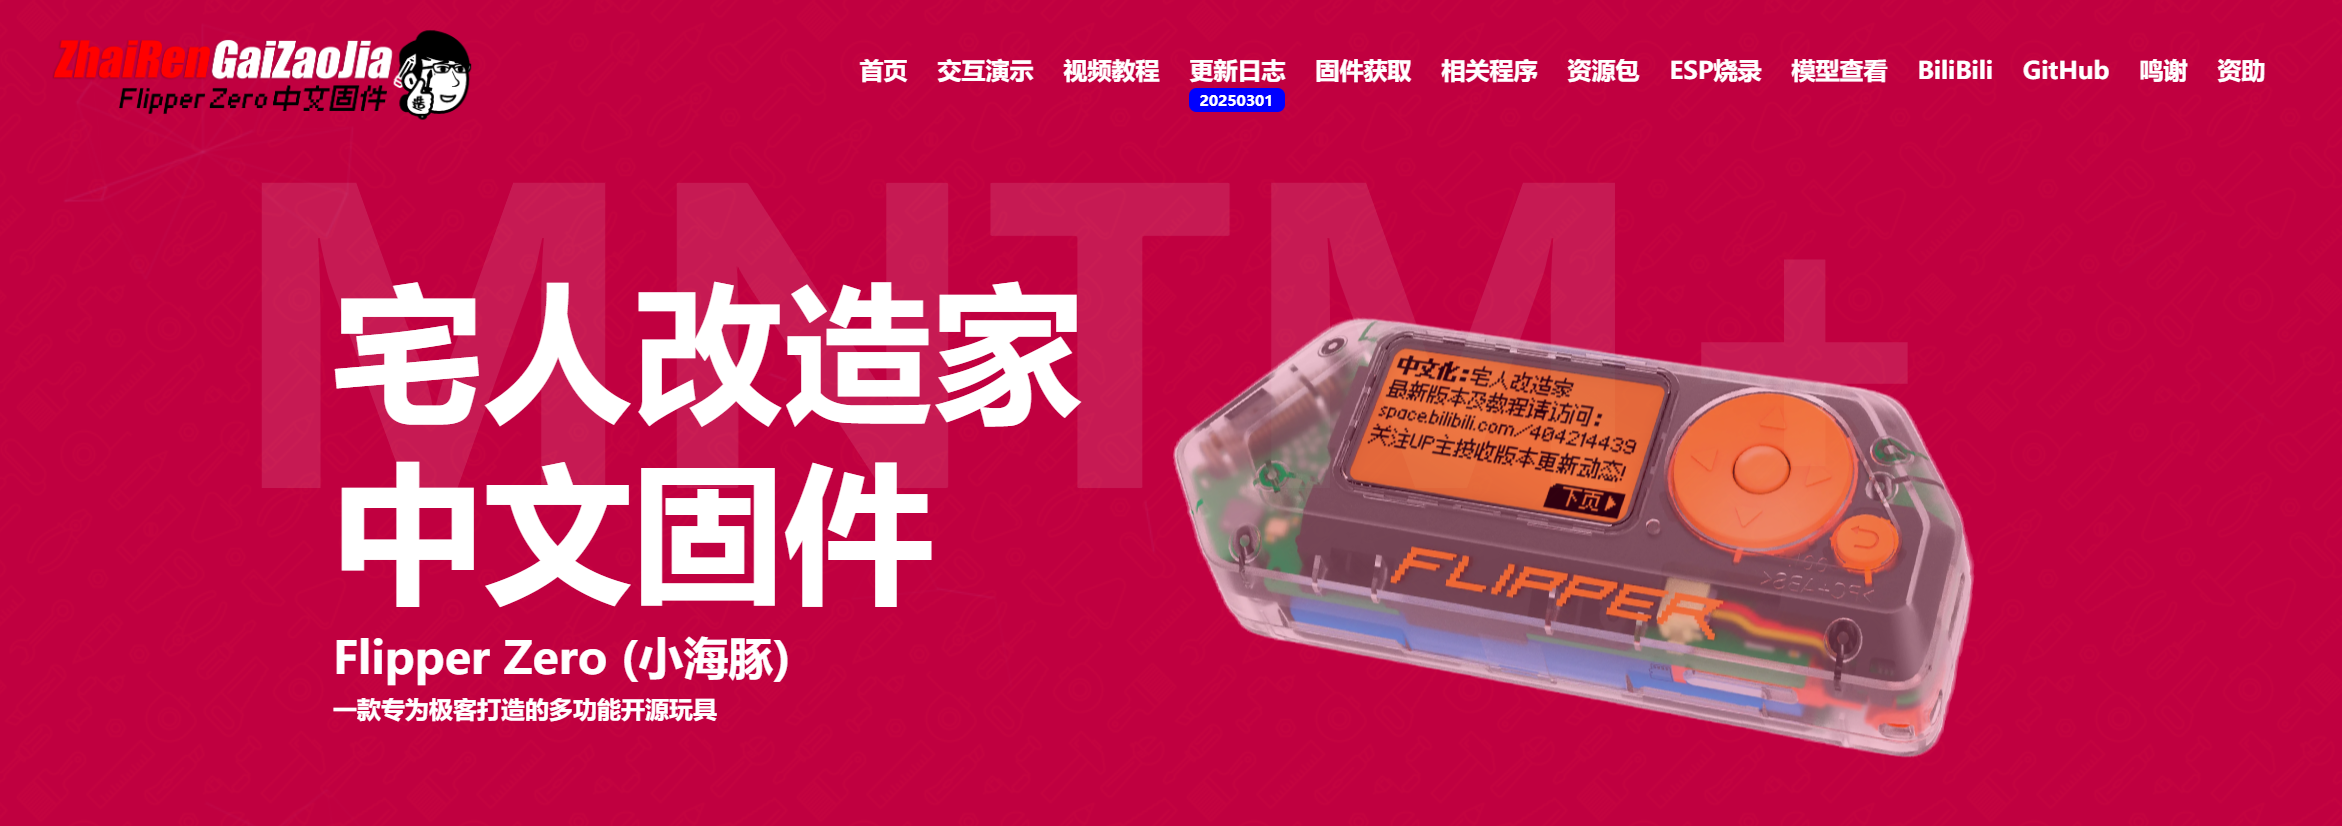 ZhaiRenGaiZaoJia
Flipper Zero 中文固件
造
首页 交互演示 视频教程 更新日志 固件获取 相关程序 资源包 ESP烧录 模型查看 BiliBili GitHub 鸣谢 资助
20250301
MNTM+
宅人改造家
中文固件
Flipper Zero (小海豚)
一款专为极客打造的多功能开源玩具
中文化:宅人改造家
最新版本及教程请访问:
space.bilibili.com/404214439
关注UP主接收版本更新动态!
下页
FLIPPER